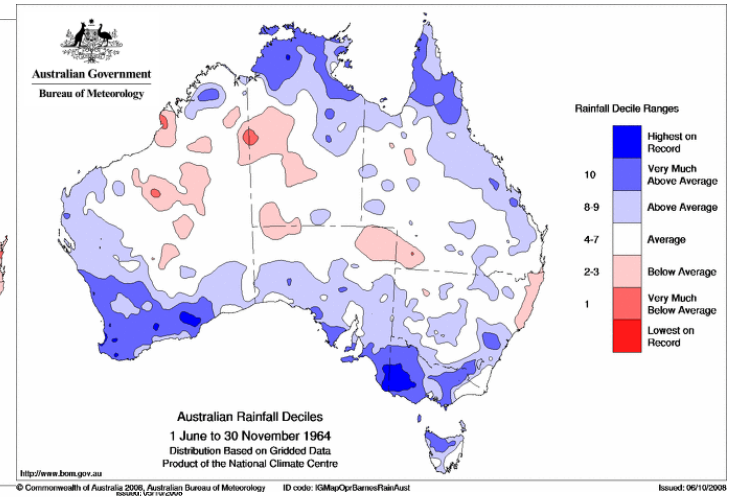 Australian Government
Bureau of Meteorology
Rainfall Decile Ranges
Highest on
Record
10
Very Much
Above Average
8-9
Above Average
4-7
Average
2-3
Below Average
1
Very Much
Below Average
Lowest on
Record
Australian Rainfall Deciles
1 June to 30 November 1964
Distribution Based on Gridded Data
Product of the National Climate Centre
http://www.bom.gov.au
© Commonwealth of Australia 2008, Australian Bureau of Meteorology ID code: IGMapOprBarnesRainAust Issued: 06/10/2008